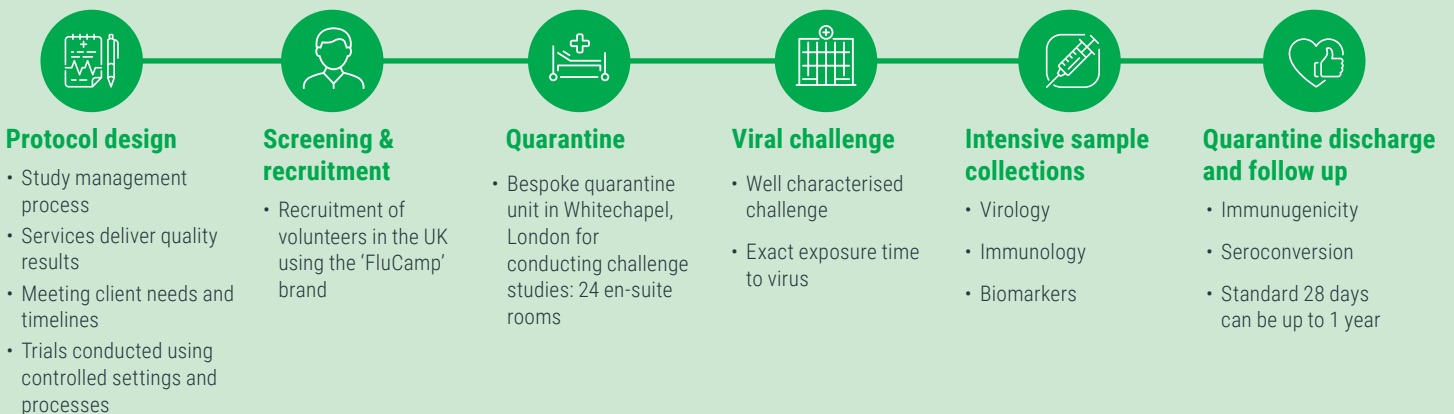 Protocol design
• Study management
process
• Services deliver quality
results
• Meeting client needs and
timelines
• Trials conducted using
controlled settings and
processes
Screening &
recruitment
• Recruitment of
volunteers in the UK
using the ‘FluCamp’
brand
Quarantine
• Bespoke quarantine
unit in Whitechapel,
London for
conducting challenge
studies: 24 en-suite
rooms
Viral challenge
• Well characterised
challenge
• Exact exposure time
to virus
Intensive sample
collections
• Virology
• Immunology
• Biomarkers
Quarantine discharge
and follow up
• Immunugenicity
• Seroconversion
• Standard 28 days
can be up to 1 year